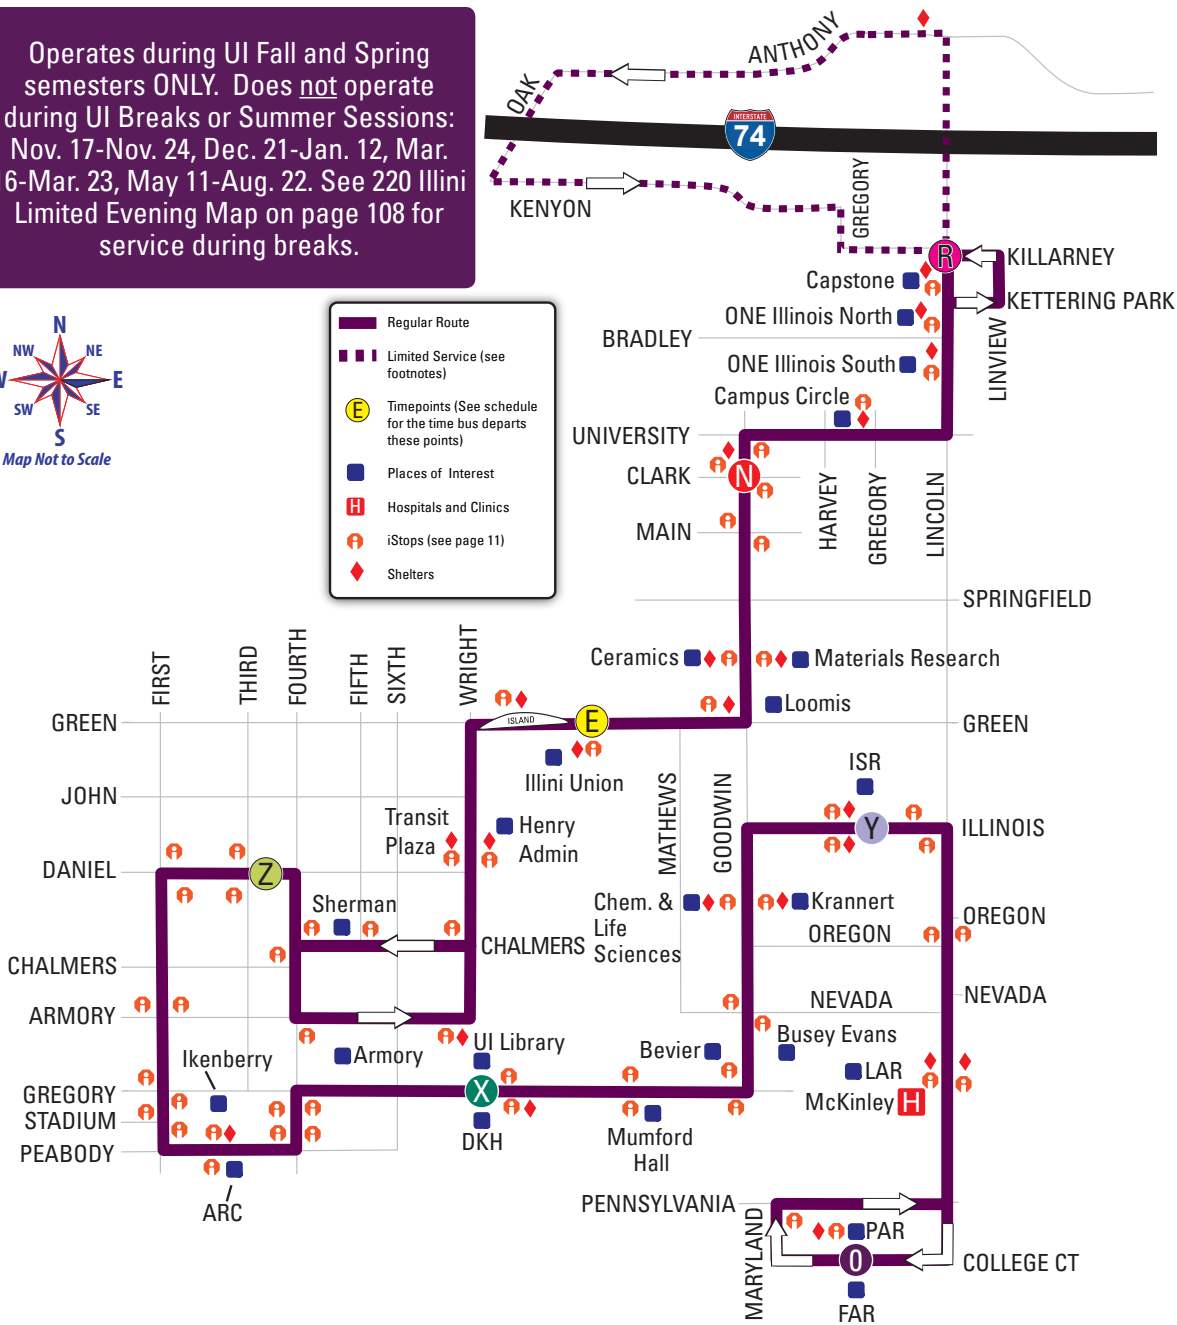 Operates during UI Fall and Spring
semesters ONLY. Does not operate
during UI Breaks or Summer Sessions:
Nov. 17-Nov. 24, Dec. 21-Jan. 12, Mar.
16-Mar. 23, May 11-Aug. 22. See 220 Illini
Limited Evening Map on page 108 for
service during breaks.
ANTHONY
OAK
INTERSTATE
74
KENYON
GREGORY
R
KILLARNEY
Capstone
KETTERING PARK
ONE Illinois North
BRADLEY
LINVIEW
ONE Illinois South
Campus Circle
UNIVERSITY
CLARK
N
HARVEY
GREGORY
LINCOLN
MAIN
SPRINGFIELD
N
NW
NE
W
E
SW
SE
S
Map Not to Scale
Regular Route
Limited Service (see
footnotes)
E
Timepoints (See schedule
for the time bus departs
these points)
Places of Interest
H
Hospitals and Clinics
iStops (see page 11)
Shelters
FIRST
THIRD
FOURTH
FIFTH
SIXTH
WRIGHT
Ceramics
Materials Research
Loomis
GREEN
ISLAND
E
GREEN
Illini Union
ISR
JOHN
MATHEWS
GOODWIN
Transit
Plaza
Henry
Admin
Y
ILLINOIS
DANIEL
Z
Sherman
Chem. &
Life
Sciences
Krannert
OREGON
OREGON
CHALMERS
CHALMERS
NEVADA
NEVADA
ARMORY
Armory
UI Library
Bevier
Busey Evans
Ikenberry
LAR
GREGORY
X
McKinley
H
STADIUM
DKH
Mumford
Hall
PEABODY
ARC
PENNSYLVANIA
MARYLAND
PAR
O
COLLEGE CT
FAR